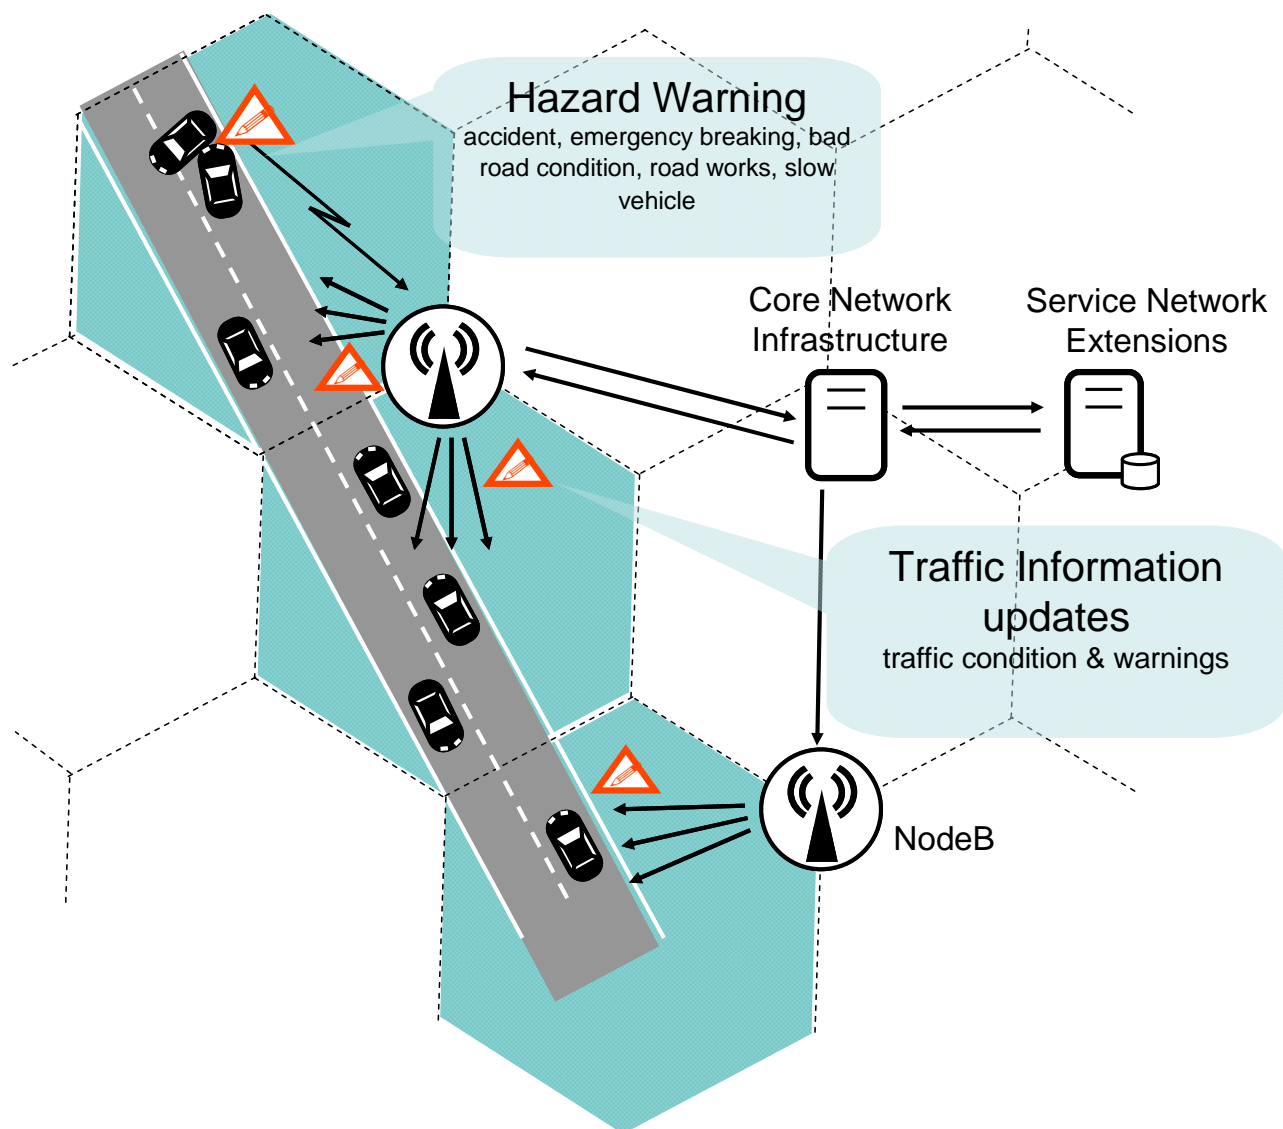 Hazard Warning
accident, emergency breaking, bad
road condition, road works, slow
vehicle
Core Network
Infrastructure
Service Network
Extensions
Traffic Information
updates
traffic condition & warnings
NodeB